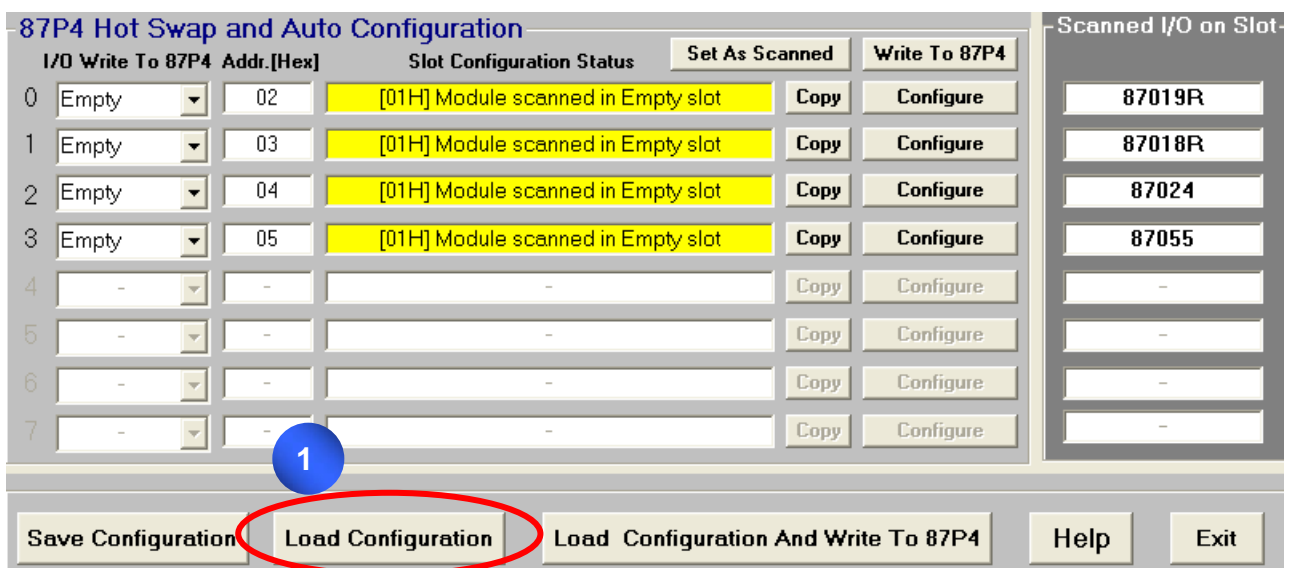 87P4 Hot Swap and Auto Configuration
Scanned I/O on Slot
I/O Write To 87P4 Addr.[Hex] Slot Configuration Status Set As Scanned Write To 87P4
0 Empty 02 [01H] Module scanned in Empty slot Copy Configure 87019R
1 Empty 03 [01H] Module scanned in Empty slot Copy Configure 87018R
2 Empty 04 [01H] Module scanned in Empty slot Copy Configure 87024
3 Empty 05 [01H] Module scanned in Empty slot Copy Configure 87055
4 - - - Copy Configure -
5 - - - Copy Configure -
6 - - - Copy Configure -
7 - - - Copy Configure -
1
Save Configuration Load Configuration Load Configuration And Write To 87P4 Help Exit